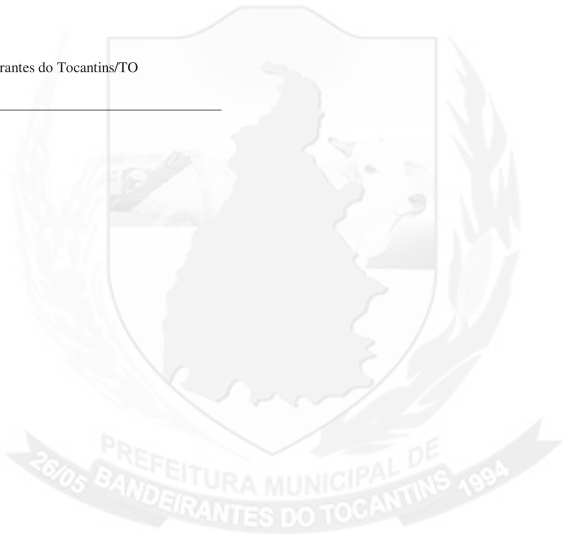 rantes do Tocantins/TO
PREFEITURA MUNICIPAL DE
26/05 BANDEIRANTES DO TOCANTINS 1994